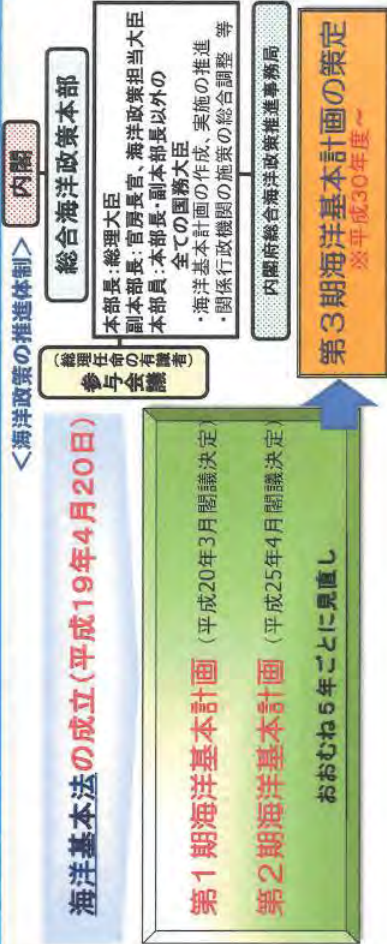 海洋基本法の成立(平成19年4月20日)
第1期海洋基本計画 (平成20年3月閣議決定)
第2期海洋基本計画 (平成25年4月閣議決定)
おおむね5年ごとに見直し
＜海洋政策の推進体制＞
内閣
総合海洋政策本部
(総理任命の有識者)
参与会議
本部長:総理大臣
副本部長:官房長官、海洋政策担当大臣
本部員:本部長・副本部長以外の
全ての国務大臣
・海洋基本計画の作成、実施の推進
・関係行政機関の施策の総合調整 等
内閣府総合海洋政策推進事務局
第3期海洋基本計画の策定
※平成30年度～